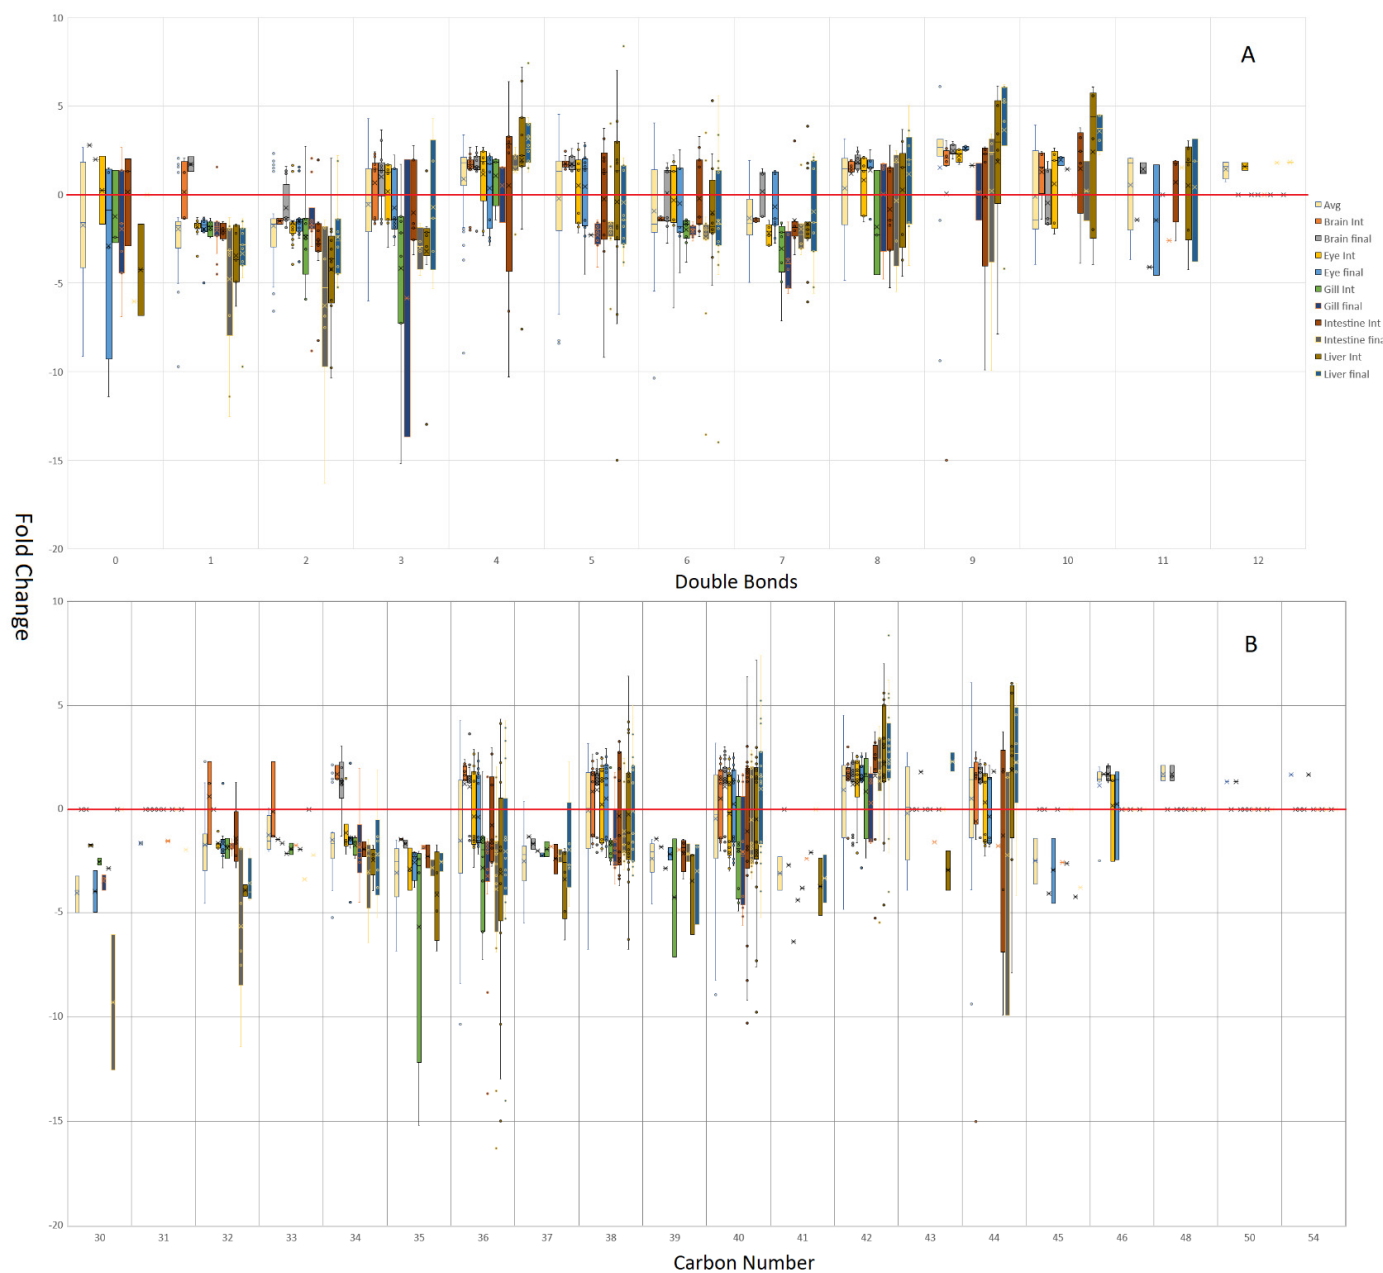 A
10
5
0
-5
-10
-15
-20
0 1 2 3 4 5 6 7 8 9 10 11 12
Double Bonds
Avg
Brain Int
Brain final
Eye Int
Eye final
Gill Int
Gill final
Intestine Int
Intestine fina
Liver Int
Liver final
Fold Change
B
10
5
0
-5
-10
-15
-20
30 31 32 33 34 35 36 37 38 39 40 41 42 43 44 45 46 48 50 54
Carbon Number